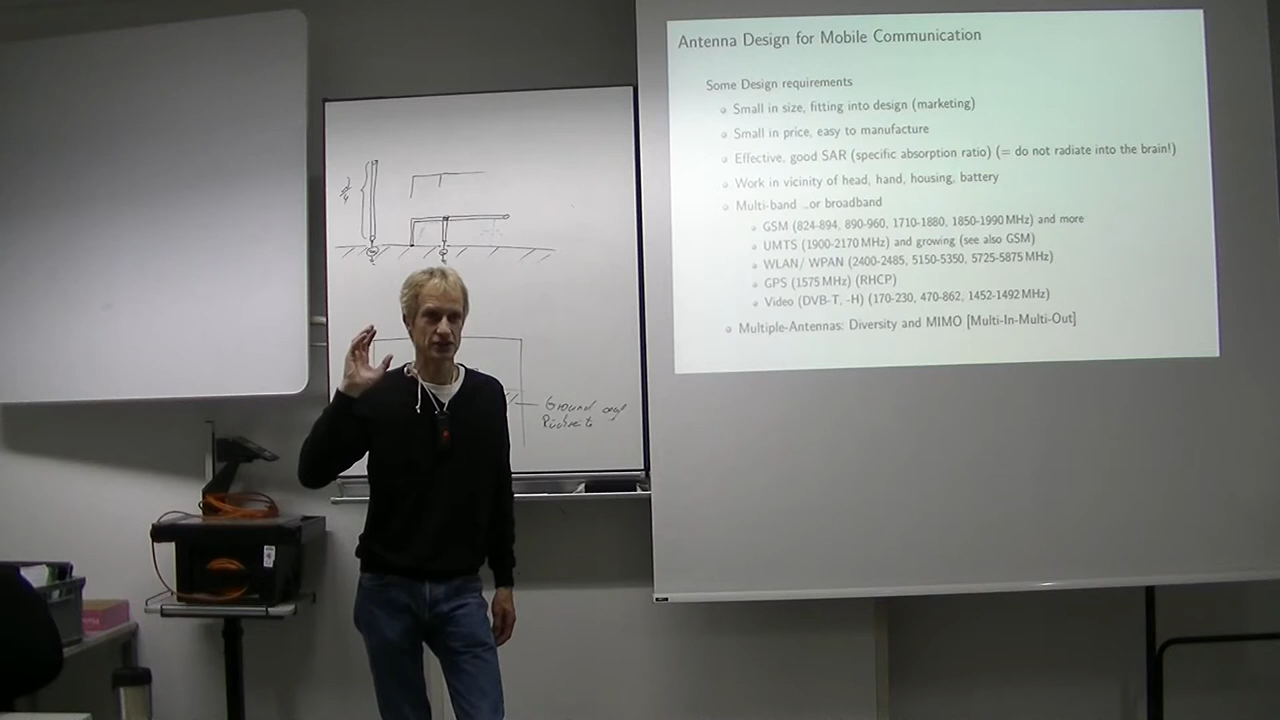 λ/4
Ground auf
Rückseite
Antenna Design for Mobile Communication
Some Design requirements
Small in size, fitting into design (marketing)
Small in price, easy to manufacture
Effective, good SAR (specific absorption ratio) (= do not radiate into the brain!)
Work in vicinity of head, hand, housing, battery
Multi-band ...or broadband
GSM (824-894, 890-960, 1710-1880, 1850-1990 MHz) and more
UMTS (1900-2170 MHz) and growing (see also GSM)
WLAN/ WPAN (2400-2485, 5150-5350, 5725-5875 MHz)
GPS (1575 MHz) (RHCP)
Video (DVB-T, -H) (170-230, 470-862, 1452-1492 MHz)
Multiple-Antennas: Diversity and MIMO [Multi-In-Multi-Out]